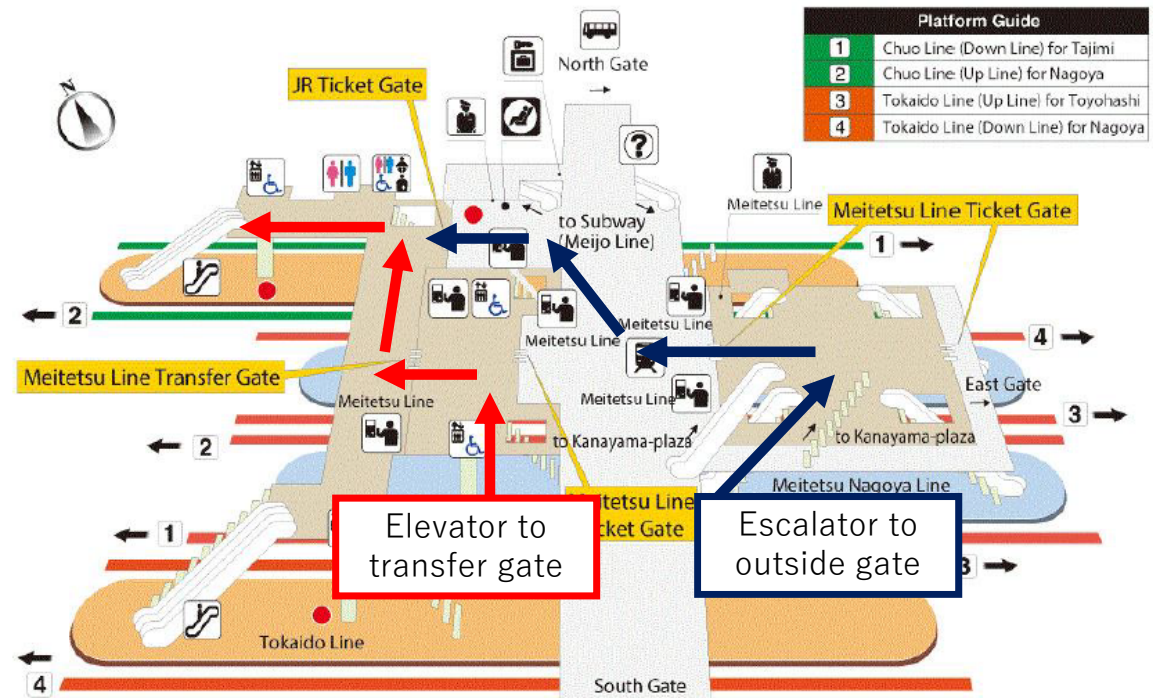 Platform Guide
1 Chuo Line (Down Line) for Tajimi
2 Chuo Line (Up Line) for Nagoya
3 Tokaido Line (Up Line) for Toyohashi
4 Tokaido Line (Down Line) for Nagoya
N
North Gate
JR Ticket Gate
?
to Subway
(Meijo Line)
Meitetsu Line
Meitetsu Line Ticket Gate
1
2
Meitetsu Line
Meitetsu Line
4
Meitetsu Line Transfer Gate
Meitetsu Line
Meitetsu Line
East Gate
3
2
to Kanayama-plaza
to Kanayama-plaza
Meitetsu Nagoya Line
Meitetsu Line
Ticket Gate
Elevator to
transfer gate
Escalator to
outside gate
1
3
Tokaido Line
4
South Gate